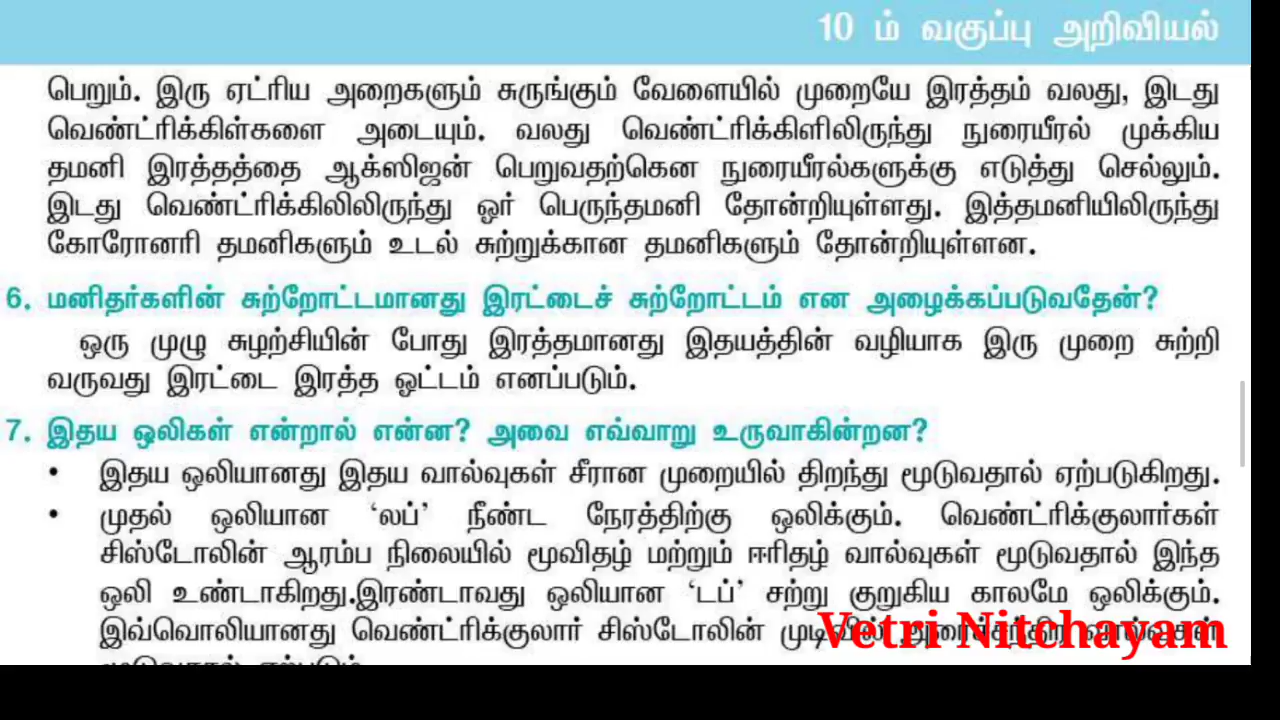 10 ம் வகுப்பு அறிவியல்
பெறும். இரு ஏட்ரிய அறைகளும் சுருங்கும் வேளையில் முறையே இரத்தம் வலது, இடது
வெண்ட்ரிக்கிள்களை அடையும். வலது வெண்ட்ரிக்கிளிலிருந்து நுரையீரல் முக்கிய
தமனி இரத்தத்தை ஆக்ஸிஜன் பெறுவதற்கென நுரையீரல்களுக்கு எடுத்து செல்லும்.
இடது வெண்ட்ரிக்கிலிலிருந்து ஓர் பெருந்தமனி தோன்றியுள்ளது. இத்தமனியிலிருந்து
கோரோனரி தமனிகளும் உடல் சுற்றுக்கான தமனிகளும் தோன்றியுள்ளன.
6. மனிதர்களின் சுற்றோட்டமானது இரட்டைச் சுற்றோட்டம் என அழைக்கப்படுவதேன்?
ஒரு முழு சுழற்சியின் போது இரத்தமானது இதயத்தின் வழியாக இரு முறை சுற்றி
வருவது இரட்டை இரத்த ஓட்டம் எனப்படும்.
7. இதய ஒலிகள் என்றால் என்ன? அவை எவ்வாறு உருவாகின்றன?
• இதய ஒலியானது இதய வால்வுகள் சீரான முறையில் திறந்து மூடுவதால் ஏற்படுகிறது.
• முதல் ஒலியான ‘லப்’ நீண்ட நேரத்திற்கு ஒலிக்கும். வெண்ட்ரிக்குலார்கள்
சிஸ்டோலின் ஆரம்ப நிலையில் மூவிதழ் மற்றும் ஈரிதழ் வால்வுகள் மூடுவதால் இந்த
ஒலி உண்டாகிறது.இரண்டாவது ஒலியான ‘டப்’ சற்று குறுகிய காலமே ஒலிக்கும்.
இவ்வொலியானது வெண்ட்ரிக்குலார் சிஸ்டோலின் முடிவில் அரைச்சந்திர வால்வுகள்
Vetri Nitchayam